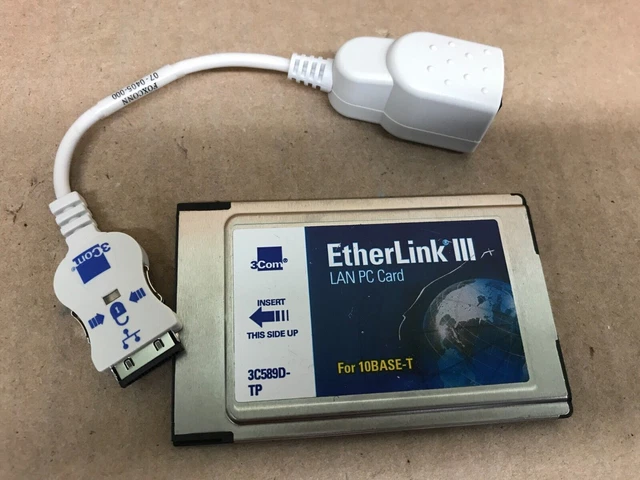 FOXCONN
07-0405-000
3Com®
3Com®
EtherLink® III
LAN PC Card
INSERT
THIS SIDE UP
3C589D-
TP
For 10BASE-T